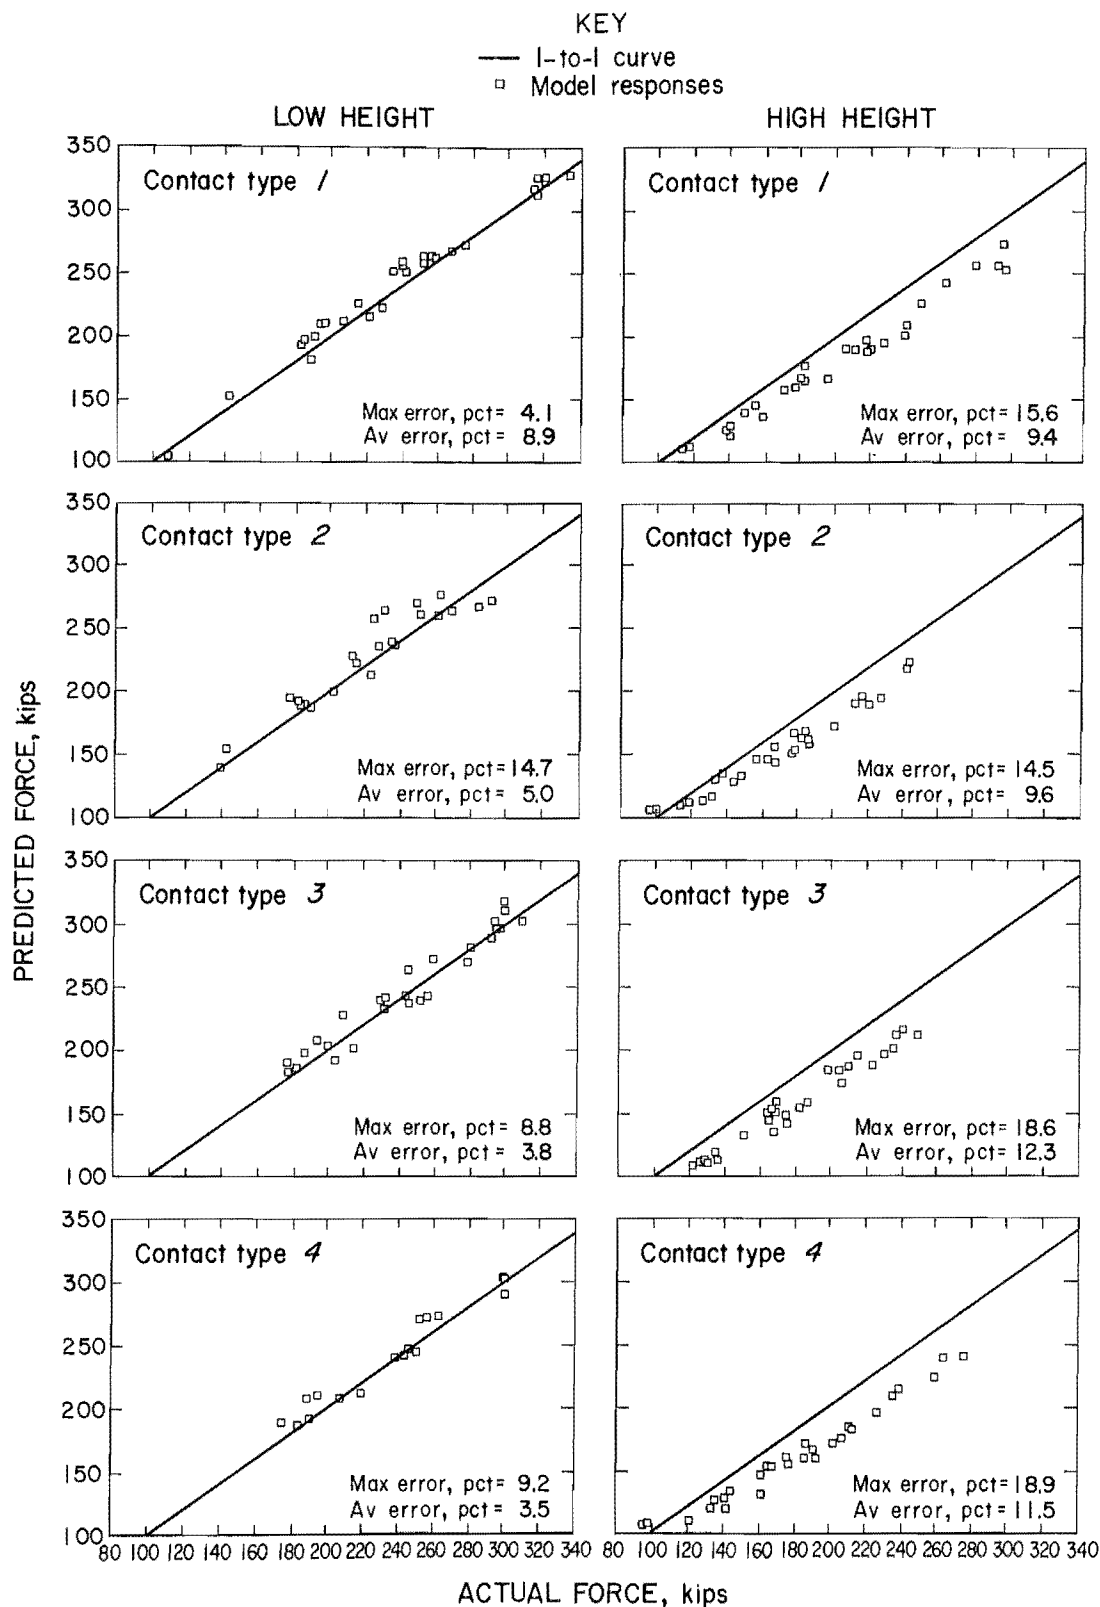 KEY
1-to-1 curve
Model responses
LOW HEIGHT
HIGH HEIGHT
PREDICTED FORCE, kips
350
300
250
200
150
100
Contact type 1
Max error, pct= 4.1
Av error, pct= 8.9
Contact type 1
Max error, pct= 15.6
Av error, pct= 9.4
350
300
250
200
150
100
Contact type 2
Max error, pct= 14.7
Av error, pct= 5.0
Contact type 2
Max error, pct= 14.5
Av error, pct= 9.6
350
300
250
200
150
100
Contact type 3
Max error, pct= 8.8
Av error, pct= 3.8
Contact type 3
Max error, pct= 18.6
Av error, pct= 12.3
350
300
250
200
150
100
Contact type 4
Max error, pct= 9.2
Av error, pct= 3.5
Contact type 4
Max error, pct= 18.9
Av error, pct= 11.5
80 100 120 140 160 180 200 220 240 260 280 300 320 340
80 100 120 140 160 180 200 220 240 260 280 300 320 340
ACTUAL FORCE, kips